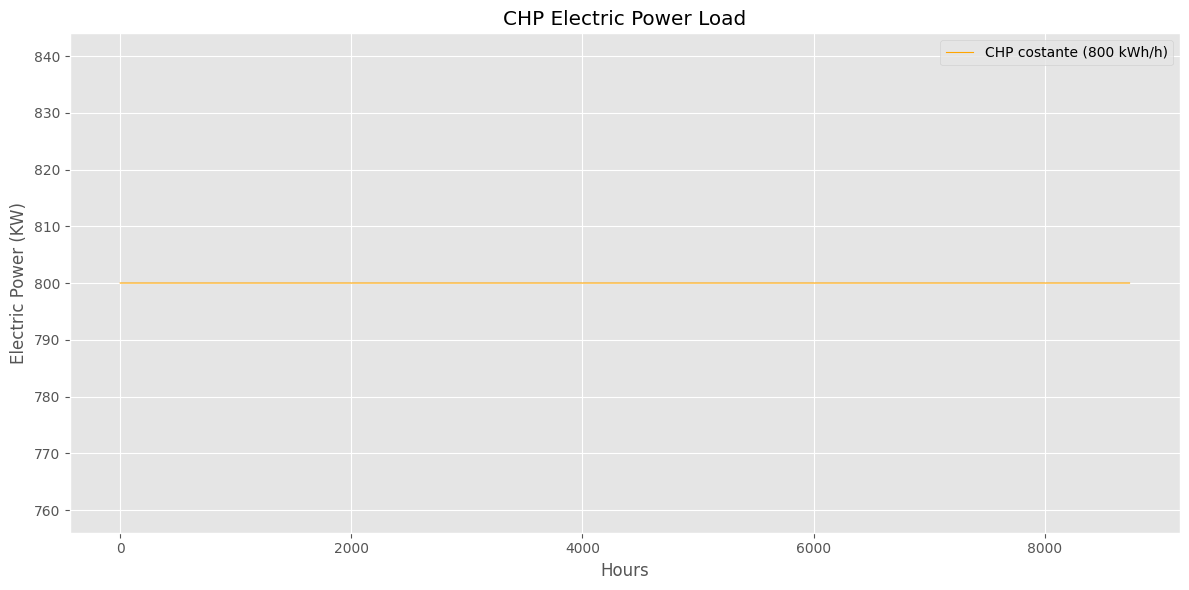 CHP Electric Power Load
CHP costante (800 kWh/h)
Electric Power (KW)
840
830
820
810
800
790
780
770
760
0 2000 4000 6000 8000
Hours